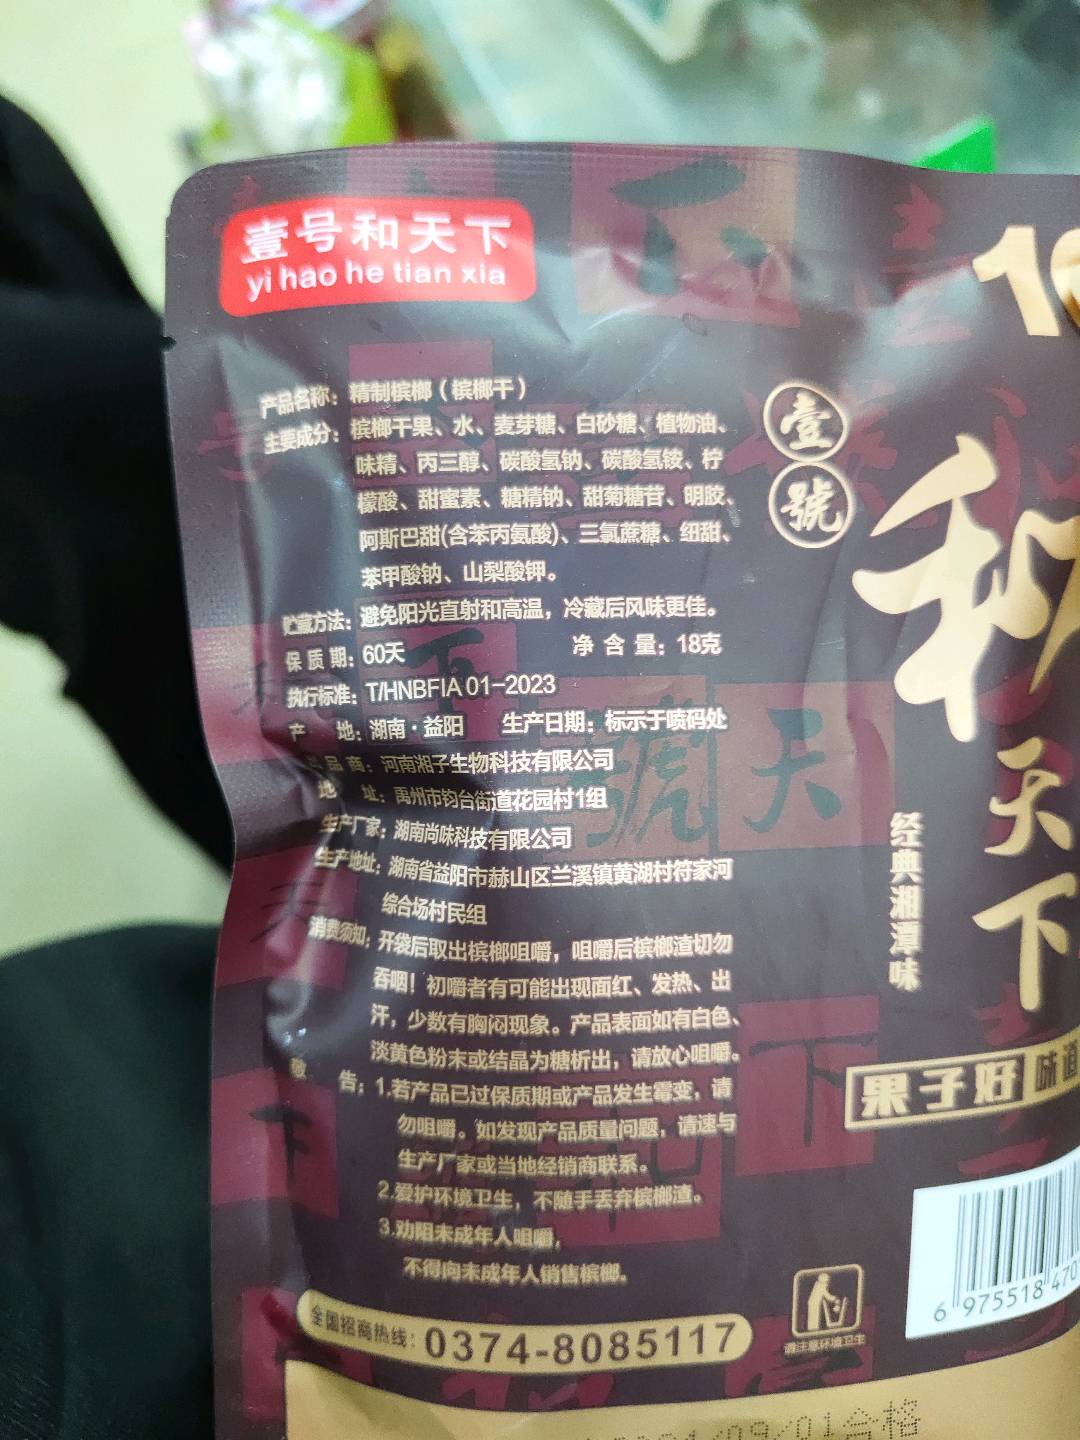 壹号和天下
yi hao he tian xia
产品名称：精制槟榔（槟榔干）
主要成分：槟榔干果、水、麦芽糖、白砂糖、植物油、
味精、丙三醇、碳酸氢钠、碳酸氢铵、柠
檬酸、甜蜜素、糖精钠、甜菊糖苷、明胶、
阿斯巴甜(含苯丙氨酸)、三氯蔗糖、纽甜、
苯甲酸钠、山梨酸钾。
贮藏方法：避免阳光直射和高温，冷藏后风味更佳。
保质期：60天 净含量：18克
执行标准：T/HNBFIA 01-2023
产 地：湖南·益阳 生产日期：标示于喷码处
品商：河南湘子生物科技有限公司
地 址：禹州市钧台街道花园村1组
生产厂家：湖南尚味科技有限公司
生产地址：湖南省益阳市赫山区兰溪镇黄湖村符家河
综合场村民组
消费须知：开袋后取出槟榔咀嚼，咀嚼后槟榔渣切勿
吞咽！初嚼者有可能出现面红、发热、出
汗，少数有胸闷现象。产品表面如有白色、
淡黄色粉末或结晶为糖析出，请放心咀嚼。
敬 告：1.若产品已过保质期或产品发生霉变，请
勿咀嚼。如发现产品质量问题，请速与
生产厂家或当地经销商联系。
2.爱护环境卫生，不随手丢弃槟榔渣。
3.劝阻未成年人咀嚼，
不得向未成年人销售槟榔。
全国招商热线：0374-8085117
壹號
和天下
经典湘潭味
果子好 味道
请注意环境卫生
6 975518 470
/09/01合格